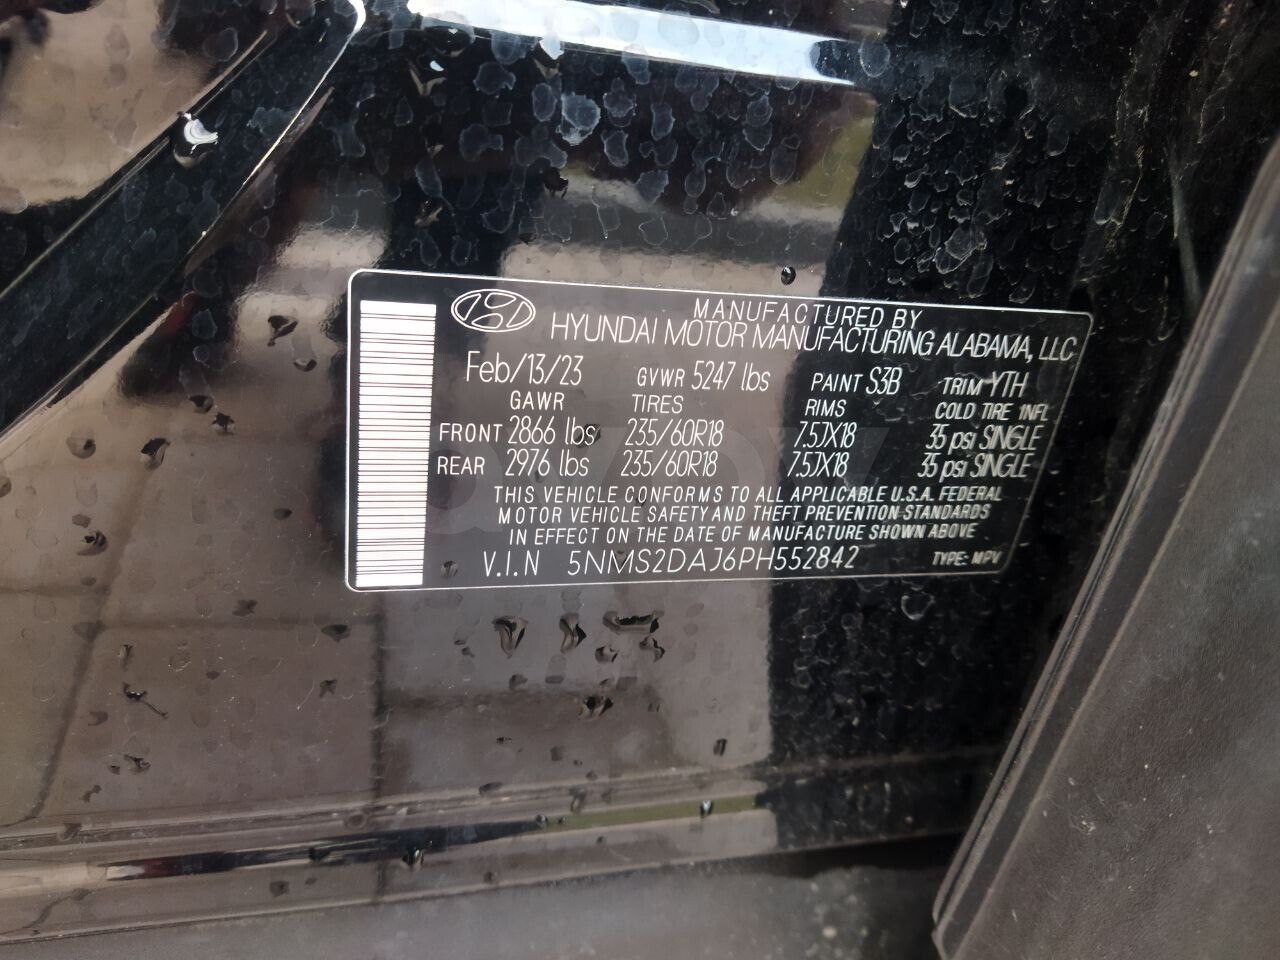 MANUFACTURED BY
HYUNDAI MOTOR MANUFACTURING ALABAMA, LLC
Feb/13/23 GVWR 5247 lbs PAINT S3B TRIM YTH
GAWR TIRES RIMS COLD TIRE INFL
FRONT 2866 lbs 235/60R18 7.5JX18 35 psi SINGLE
REAR 2976 lbs 235/60R18 7.5JX18 35 psi SINGLE
THIS VEHICLE CONFORMS TO ALL APPLICABLE U.S.A. FEDERAL
MOTOR VEHICLE SAFETY AND THEFT PREVENTION STANDARDS
IN EFFECT ON THE DATE OF MANUFACTURE SHOWN ABOVE
V.I.N 5NMS2DAJ6PH552842 TYPE: MPV